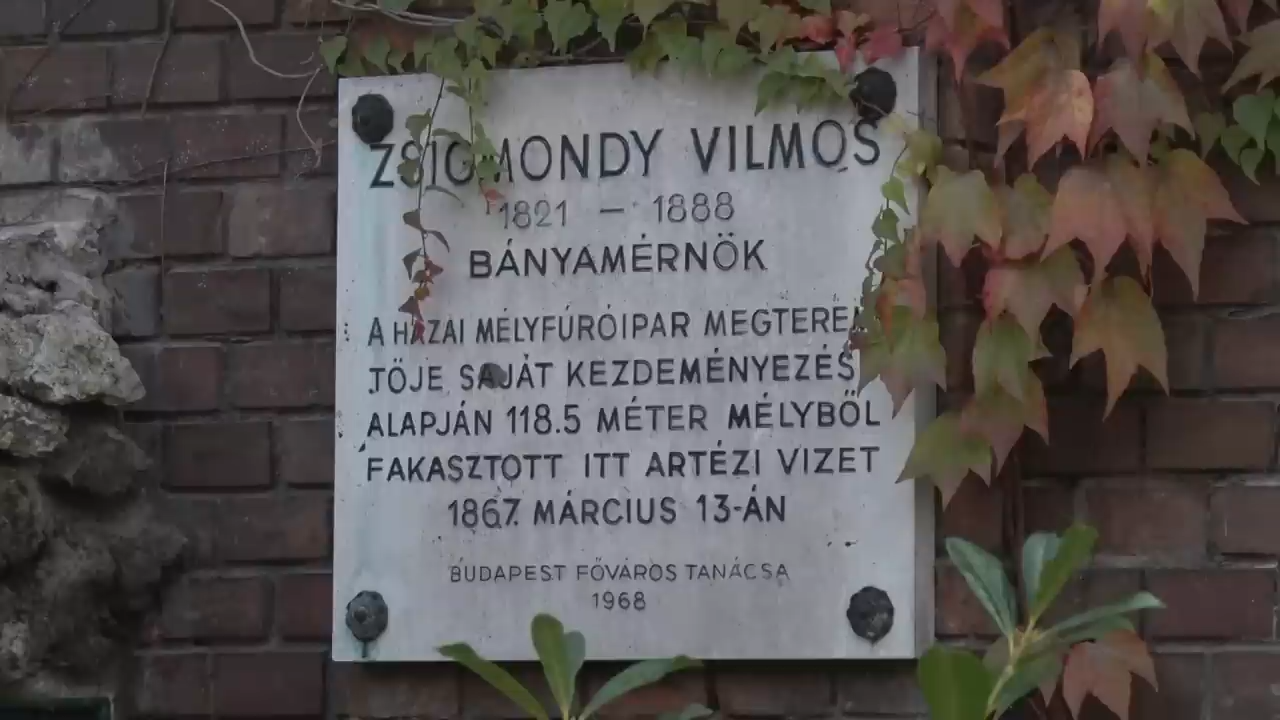 ZSIGMONDY VILMOS
1821 – 1888
BÁNYAMÉRNÖK
A HAZAI MÉLYFÚRÓIPAR MEGTEREM
TŐJE SAJÁT KEZDEMÉNYEZÉS
ALAPJÁN 118.5 MÉTER MÉLYBŐL
FAKASZTOTT ITT ARTÉZI VIZET
1867. MÁRCIUS 13-ÁN
BUDAPEST FŐVÁROS TANÁCSA
1968